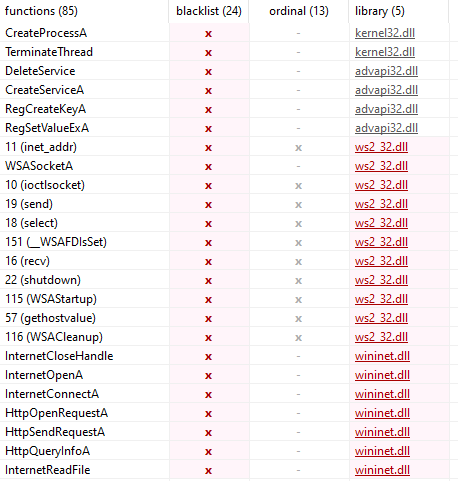 functions (85) blacklist (24) ordinal (13) library (5)
CreateProcessA x - kernel32.dll
TerminateThread x - kernel32.dll
DeleteService x - advapi32.dll
CreateServiceA x - advapi32.dll
RegCreateKeyA x - advapi32.dll
RegSetValueExA x - advapi32.dll
11 (inet_addr) x x ws2_32.dll
WSASocketA x - ws2_32.dll
10 (ioctlsocket) x x ws2_32.dll
19 (send) x x ws2_32.dll
18 (select) x x ws2_32.dll
151 (__WSAFDIsSet) x x ws2_32.dll
16 (recv) x x ws2_32.dll
22 (shutdown) x x ws2_32.dll
115 (WSAStartup) x x ws2_32.dll
57 (gethostvalue) x x ws2_32.dll
116 (WSACleanup) x x ws2_32.dll
InternetCloseHandle x - wininet.dll
InternetOpenA x - wininet.dll
InternetConnectA x - wininet.dll
HttpOpenRequestA x - wininet.dll
HttpSendRequestA x - wininet.dll
HttpQueryInfoA x - wininet.dll
InternetReadFile x - wininet.dll